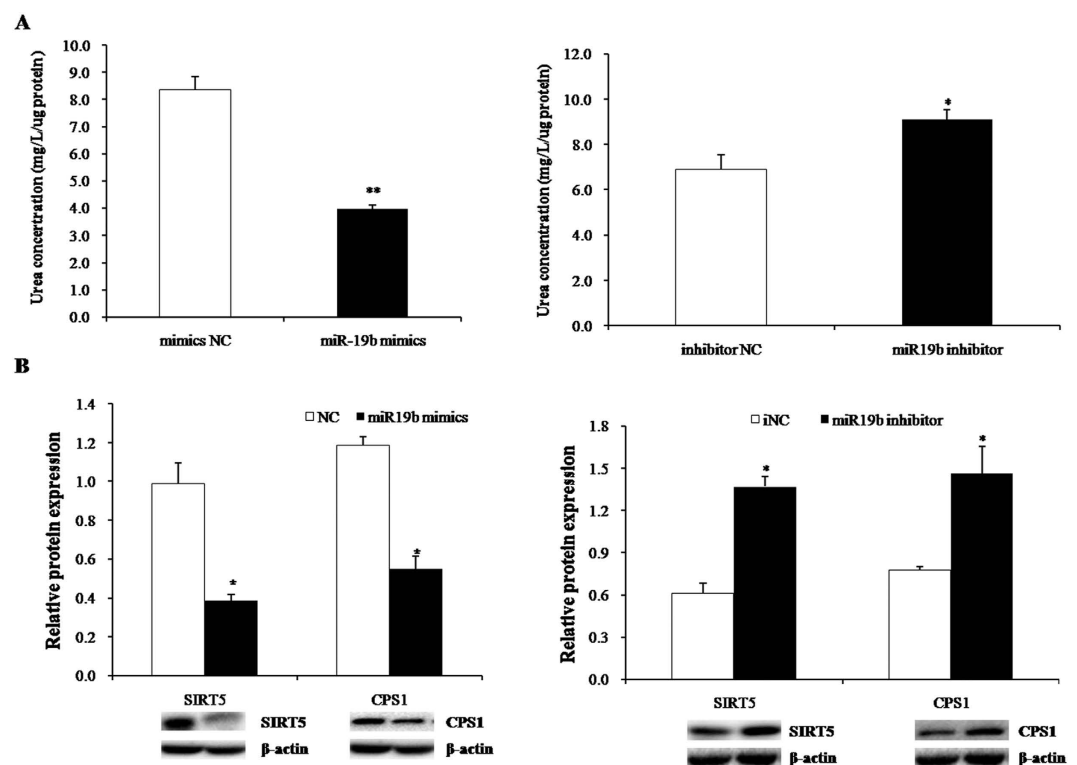 A
Urea concertration (mg/L/ug protein)
10.0
9.0
8.0
7.0
6.0
5.0
4.0
3.0
2.0
1.0
0.0
**
mimics NC
miR-19b mimics
Urea concentration (mg/L/ug protein)
12.0
10.0
8.0
6.0
4.0
2.0
0.0
*
inhibitor NC
miR19b inhibitor
B
Relative protein expression
1.4
1.2
1.0
0.8
0.6
0.4
0.2
0.0
NC
miR19b mimics
*
*
SIRT5
CPS1
SIRT5
β-actin
CPS1
β-actin
Relative protein expression
1.8
1.5
1.2
0.9
0.6
0.3
0.0
iNC
miR19b inhibitor
*
*
SIRT5
CPS1
SIRT5
β-actin
CPS1
β-actin